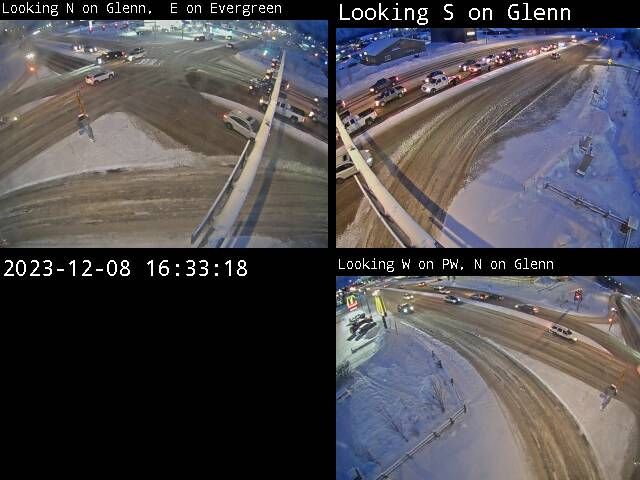 Looking N on Glenn,  E on Evergreen
Looking S on Glenn
2023-12-08 16:33:18
Looking W on PW, N on Glenn